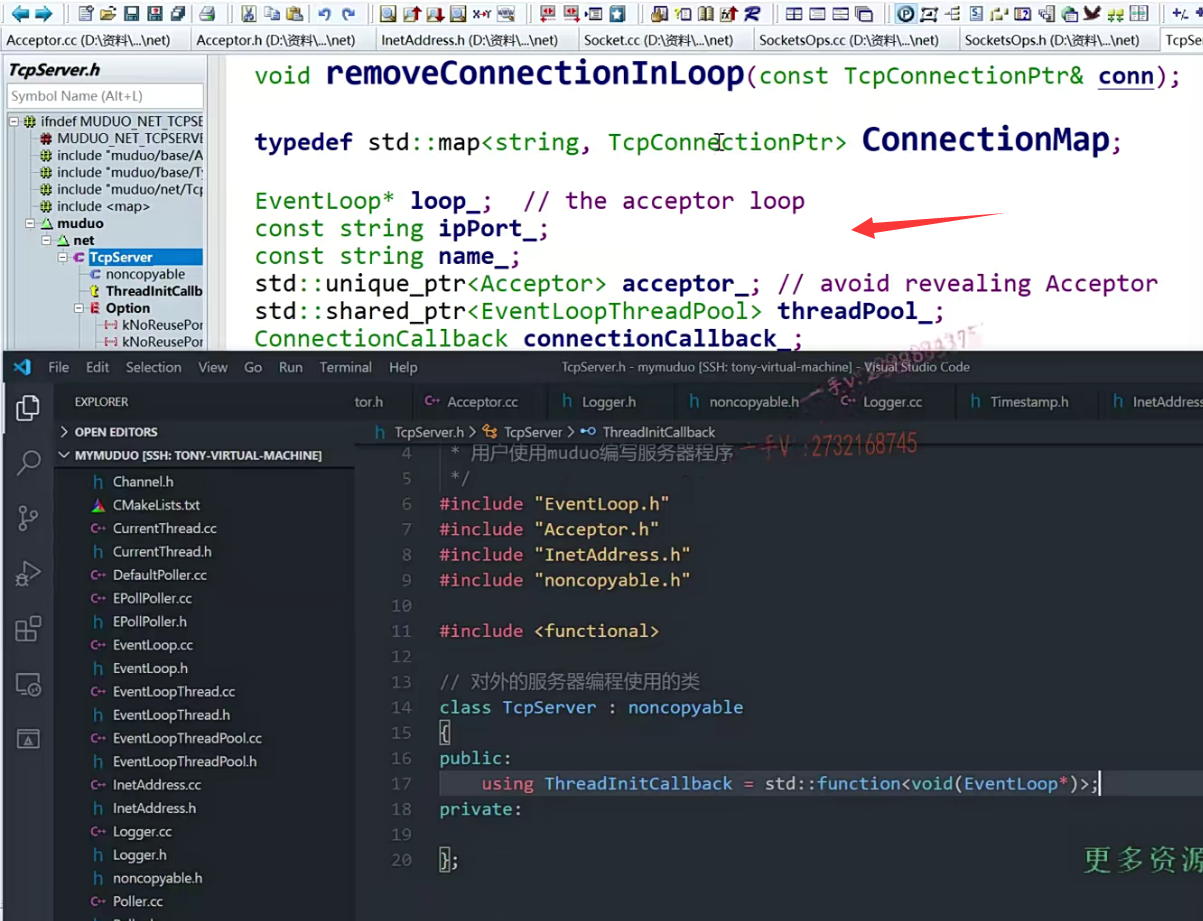 Acceptor.cc (D:\资料\...\net)
Acceptor.h (D:\资料\...\net)
InetAddress.h (D:\资料\...\net)
Socket.cc (D:\资料\...\net)
SocketsOps.cc (D:\资料\...\net)
SocketsOps.h (D:\资料\...\net)
TcpSe
TcpServer.h
Symbol Name (Alt+L)
ifndef MUDUO_NET_TCPSE
MUDUO_NET_TCPSERVE
include "muduo/base/A
include "muduo/base/Ty
include "muduo/net/Tcp
include <map>
muduo
net
TcpServer
noncopyable
ThreadInitCallb
Option
kNoReusePor
kNoReusePor
void removeConnectionInLoop(const TcpConnectionPtr& conn);
typedef std::map<string, TcpConnectionPtr> ConnectionMap;
EventLoop* loop_; // the acceptor loop
const string ipPort_;
const string name_;
std::unique_ptr<Acceptor> acceptor_; // avoid revealing Acceptor
std::shared_ptr<EventLoopThreadPool> threadPool_;
ConnectionCallback connectionCallback_;
File Edit Selection View Go Run Terminal Help
TcpServer.h - mymuduo [SSH: tony-virtual-machine] - Visual Studio Code
EXPLORER
tor.h
Acceptor.cc
Logger.h
noncopyable.h
Logger.cc
Timestamp.h
InetAddress
OPEN EDITORS
MYMUDUO [SSH: TONY-VIRTUAL-MACHINE]
Channel.h
CMakeLists.txt
CurrentThread.cc
CurrentThread.h
DefaultPoller.cc
EPollPoller.cc
EPollPoller.h
EventLoop.cc
EventLoop.h
EventLoopThread.cc
EventLoopThread.h
EventLoopThreadPool.cc
EventLoopThreadPool.h
InetAddress.cc
InetAddress.h
Logger.cc
Logger.h
noncopyable.h
Poller.cc
TcpServer.h > TcpServer > ThreadInitCallback
4 * 用户使用muduo编写服务器程序
一手V :2732168745
5 */
6 #include "EventLoop.h"
7 #include "Acceptor.h"
8 #include "InetAddress.h"
9 #include "noncopyable.h"
10
11 #include <functional>
12
13 // 对外的服务器编程使用的类
14 class TcpServer : noncopyable
15 {
16 public:
17 using ThreadInitCallback = std::function<void(EventLoop*)>;
18 private:
19
20 };
更多资源